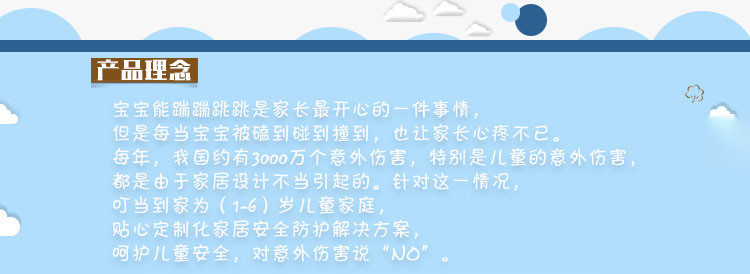 产品理念
宝宝能蹦蹦跳跳是家长最开心的一件事情，
但是每当宝宝被磕到碰到撞到，也让家长心疼不已。
每年，我国约有3000万个意外伤害，特别是儿童的意外伤害，
都是由于家居设计不当引起的。针对这一情况，
叮当到家为（1-6）岁儿童家庭，
贴心定制化家居安全防护解决方案，
呵护儿童安全，对意外伤害说“NO”。